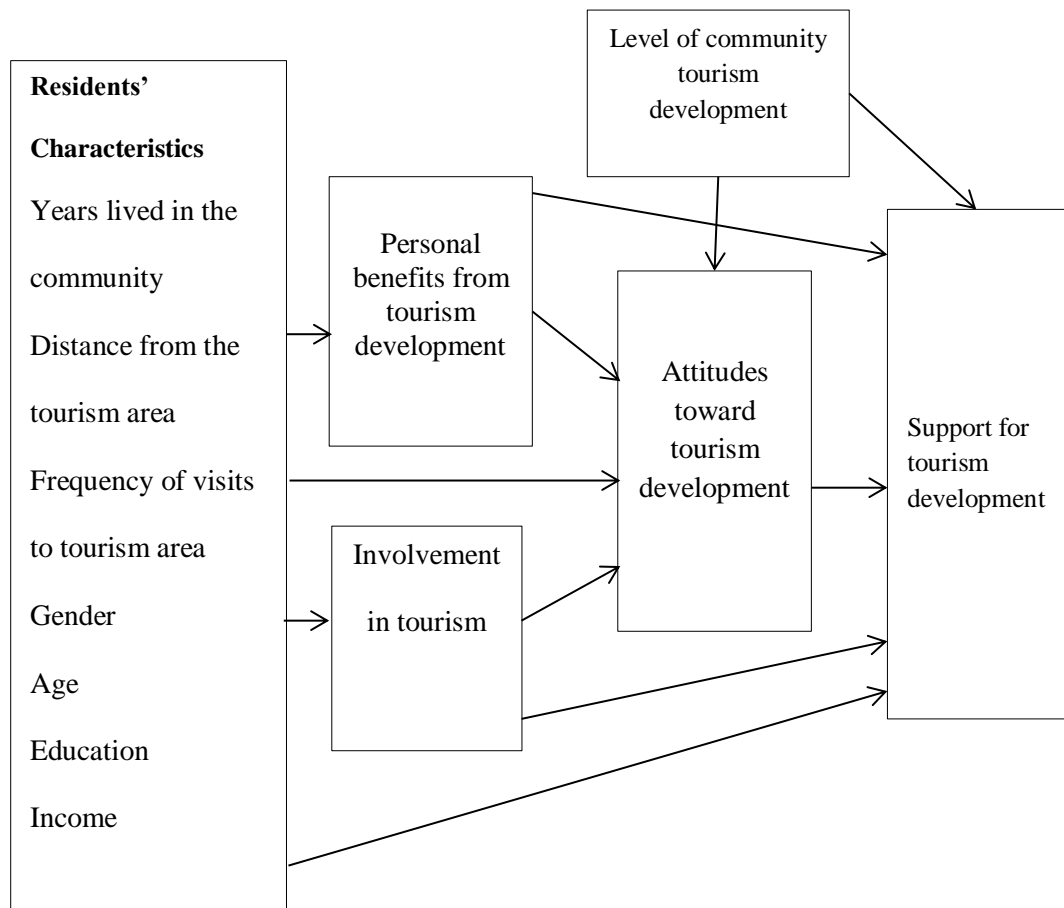 Residents’
Characteristics
Years lived in the
community
Distance from the
tourism area
Frequency of visits
to tourism area
Gender
Age
Education
Income
Personal
benefits from
tourism
development
Involvement
in tourism
Level of community
tourism
development
Attitudes
toward
tourism
development
Support for
tourism
development